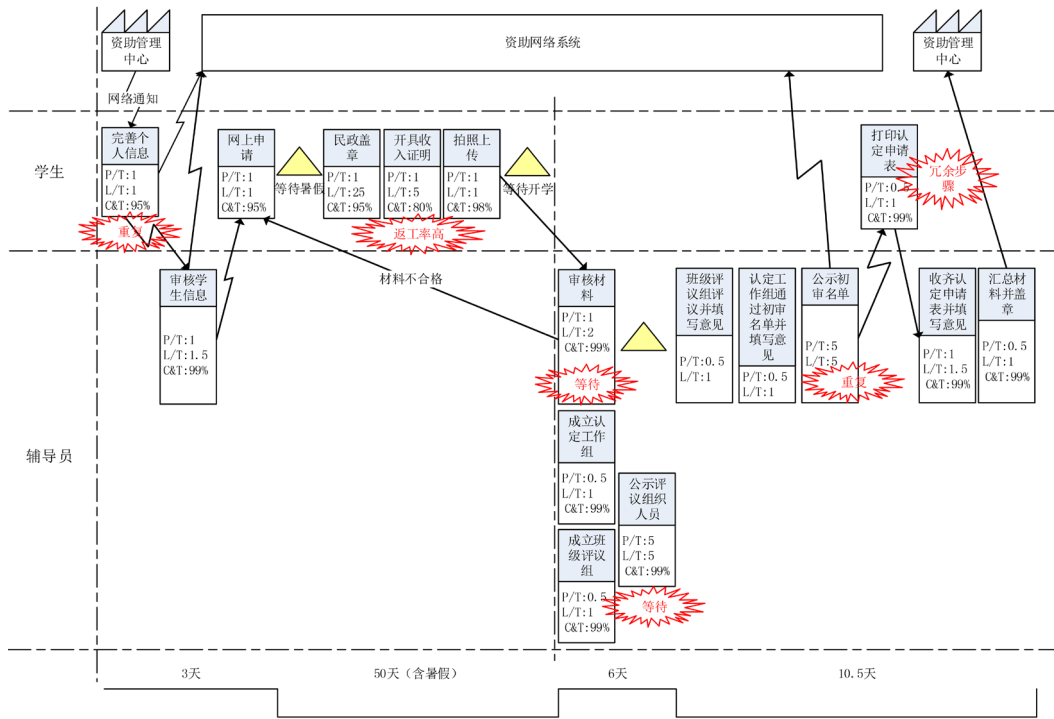 资助管理
中心
资助网络系统
资助管理
中心
网络通知
学生
完善个
人信息
P/T:1
L/T:1
C&T:95%
重复
网上申
请
P/T:1
L/T:1
C&T:95%
等待暑假
民政盖
章
P/T:1
L/T:25
C&T:95%
开具收
入证明
P/T:1
L/T:5
C&T:80%
返工率高
拍照上
传
P/T:1
L/T:1
C&T:98%
等待开学
打印认
定申请
表
P/T:0.5
L/T:1
C&T:99%
冗余步
骤
辅导员
审核学
生信息
P/T:1
L/T:1.5
C&T:99%
材料不合格
审核材
料
P/T:1
L/T:2
C&T:99%
等待
成立认
定工作
组
P/T:0.5
L/T:1
C&T:99%
成立班
级评议
组
P/T:0.5
L/T:1
C&T:99%
公示评
议组织
人员
P/T:5
L/T:5
C&T:99%
等待
班级评
议组评
议并填
写意见
P/T:0.5
L/T:1
认定工
作组通
过初审
名单并
填写意
见
P/T:0.5
L/T:1
公示初
审名单
P/T:5
L/T:5
重复
收齐认
定申请
表并填
写意见
P/T:1
L/T:1.5
C&T:99%
汇总材
料并盖
章
P/T:0.5
L/T:1
C&T:99%
3天
50天（含暑假）
6天
10.5天